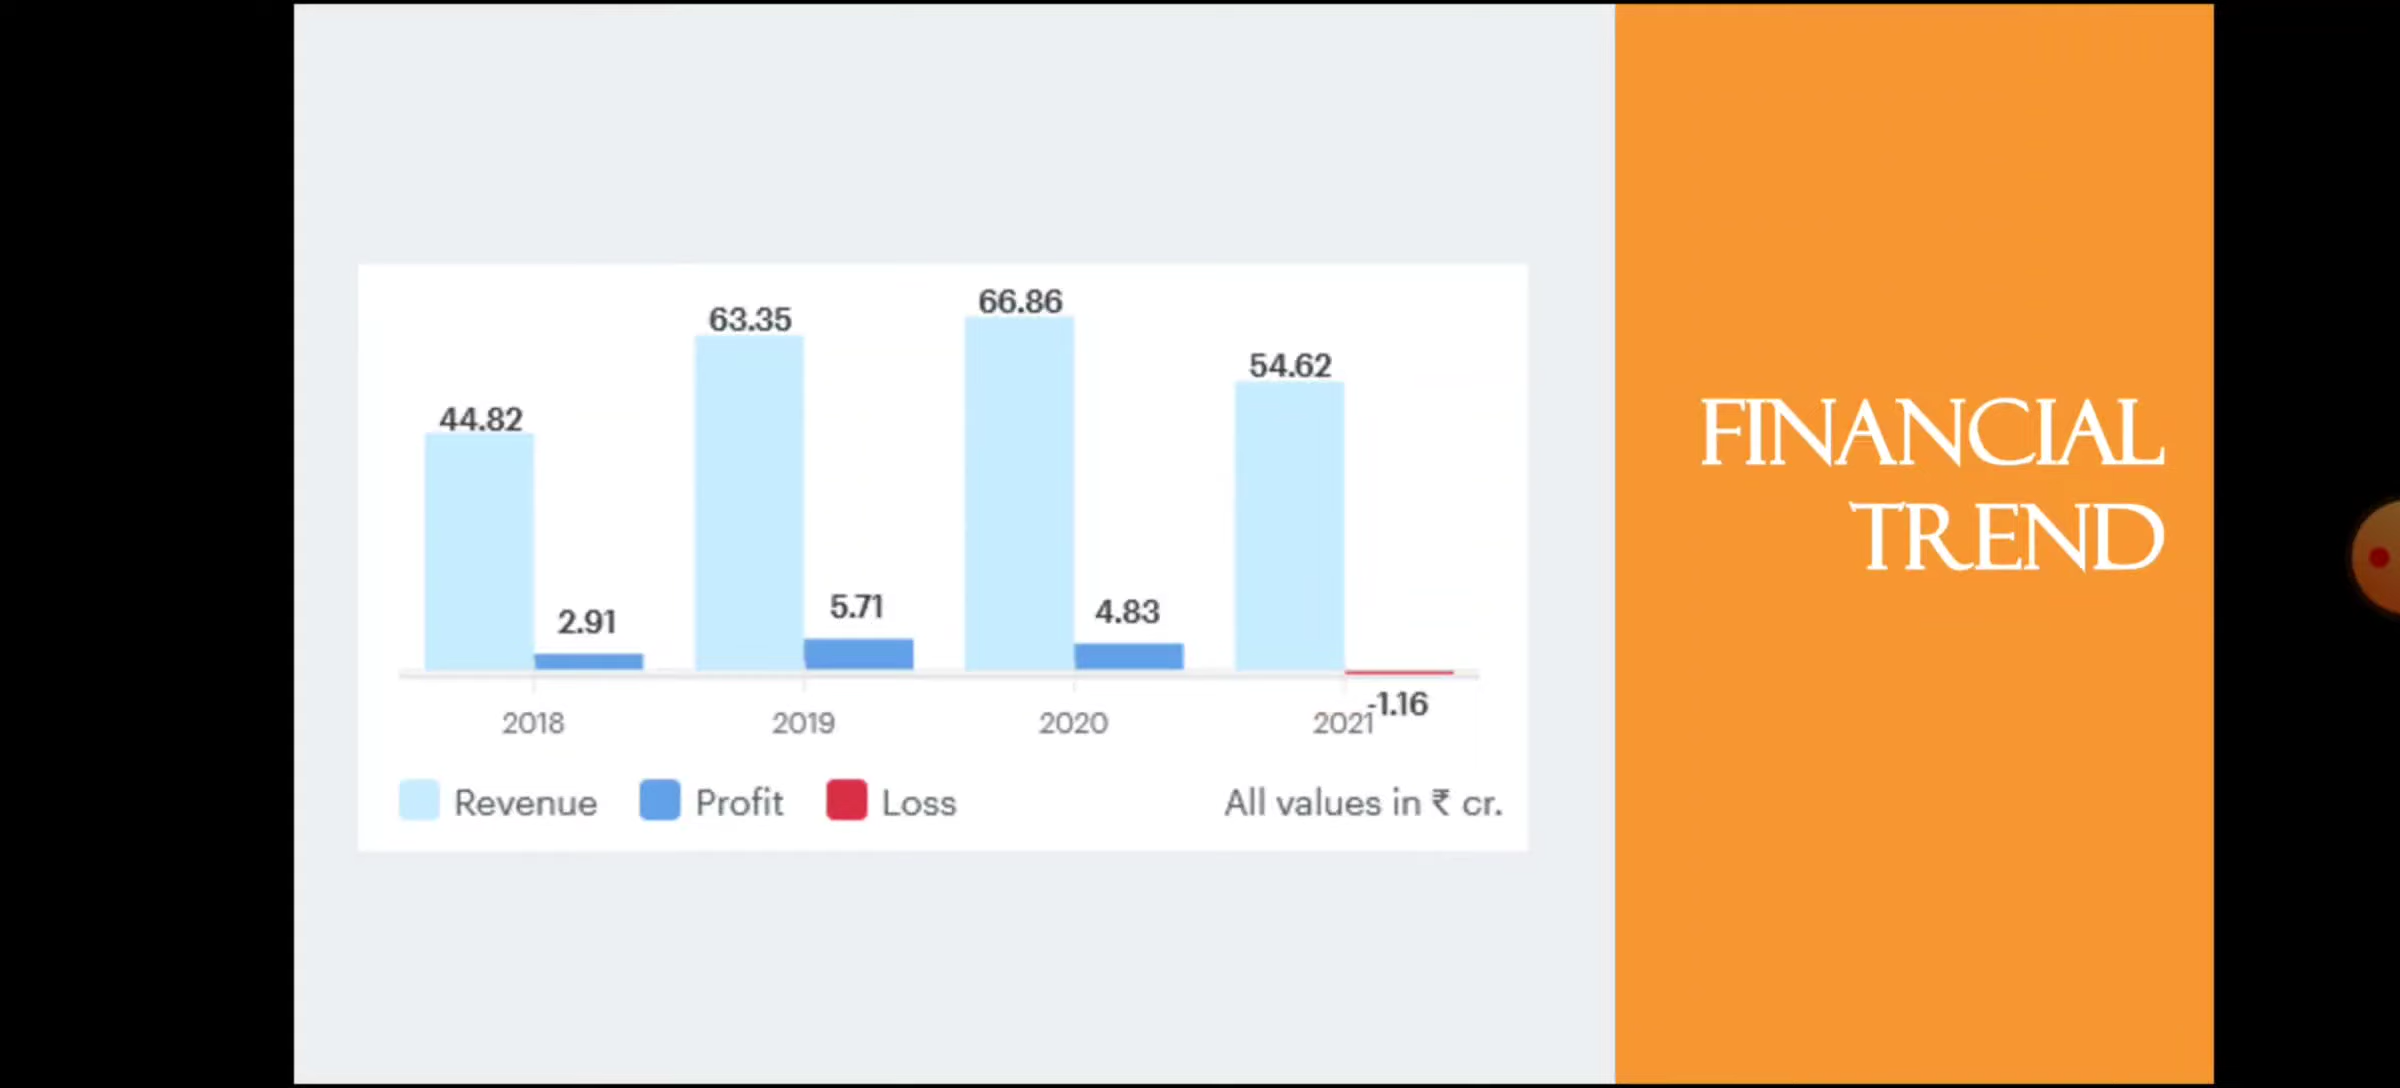 44.82
63.35
66.86
54.62
2.91
5.71
4.83
-1.16
2018
2019
2020
2021
Revenue
Profit
Loss
All values in ₹ cr.
FINANCIAL
TREND